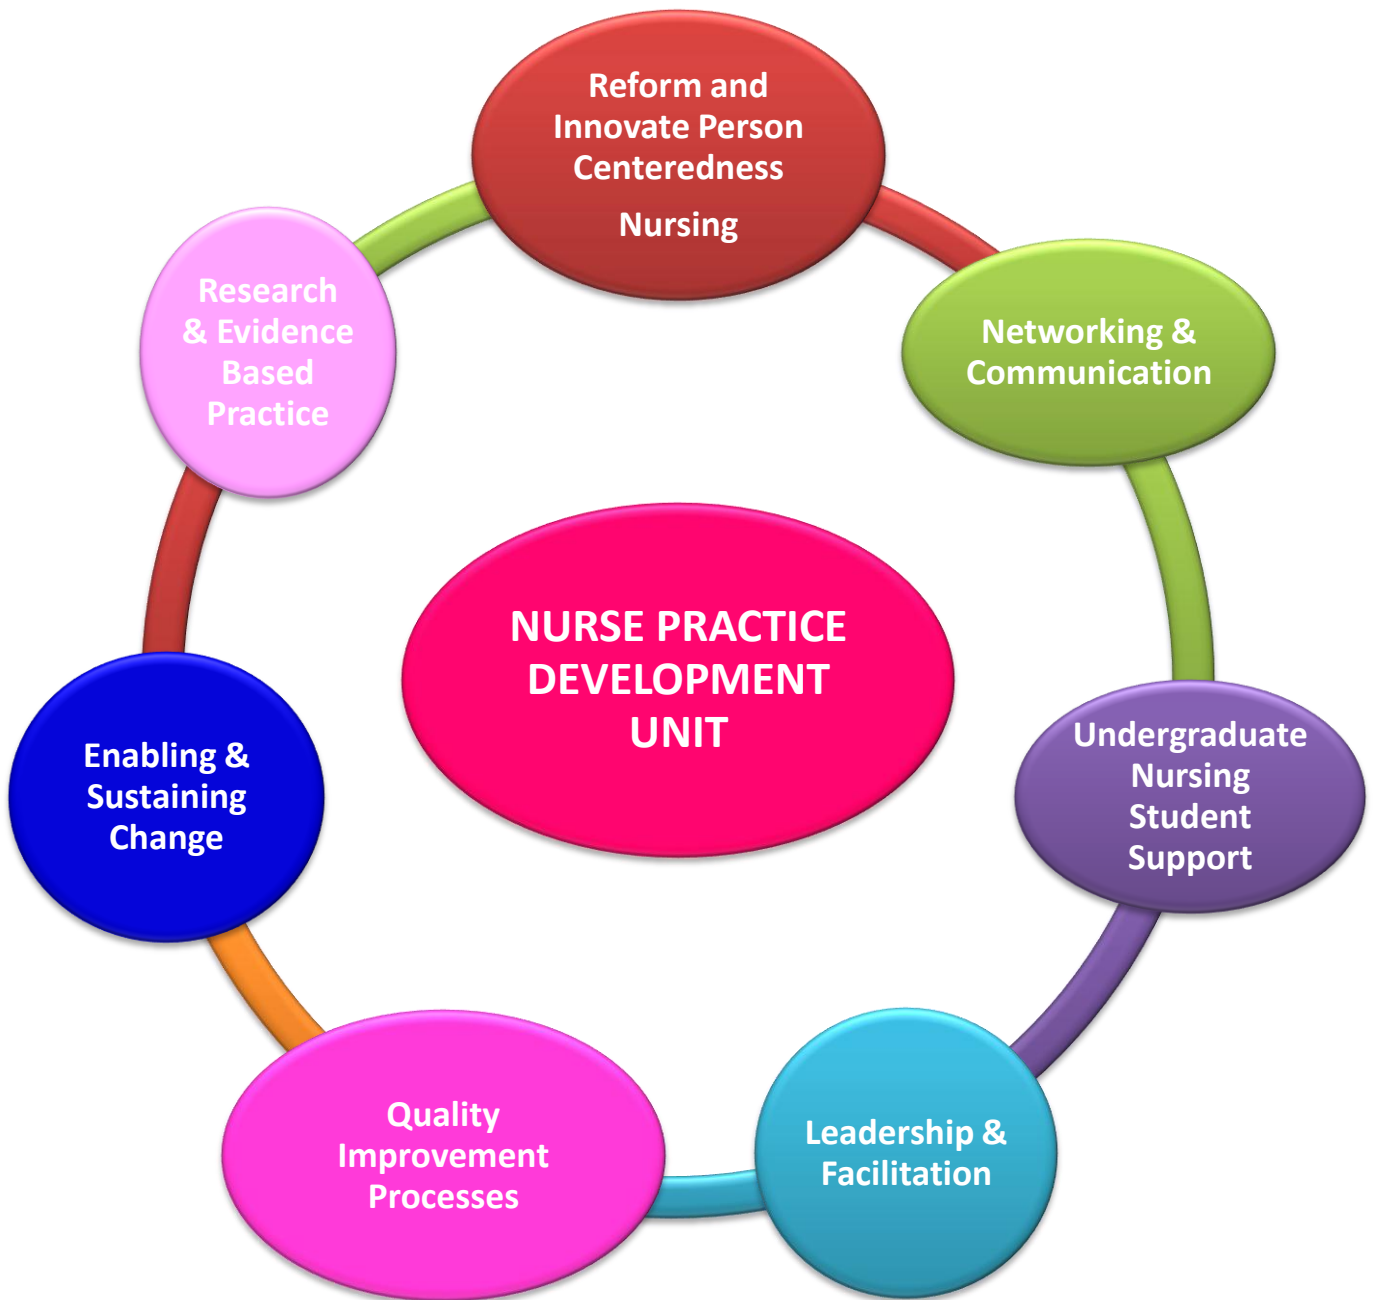 Reform and
Innovate Person
Centeredness
Nursing
Networking &
Communication
Undergraduate
Nursing
Student
Support
Leadership &
Facilitation
Quality
Improvement
Processes
Enabling &
Sustaining
Change
Research
& Evidence
Based
Practice
NURSE PRACTICE
DEVELOPMENT
UNIT